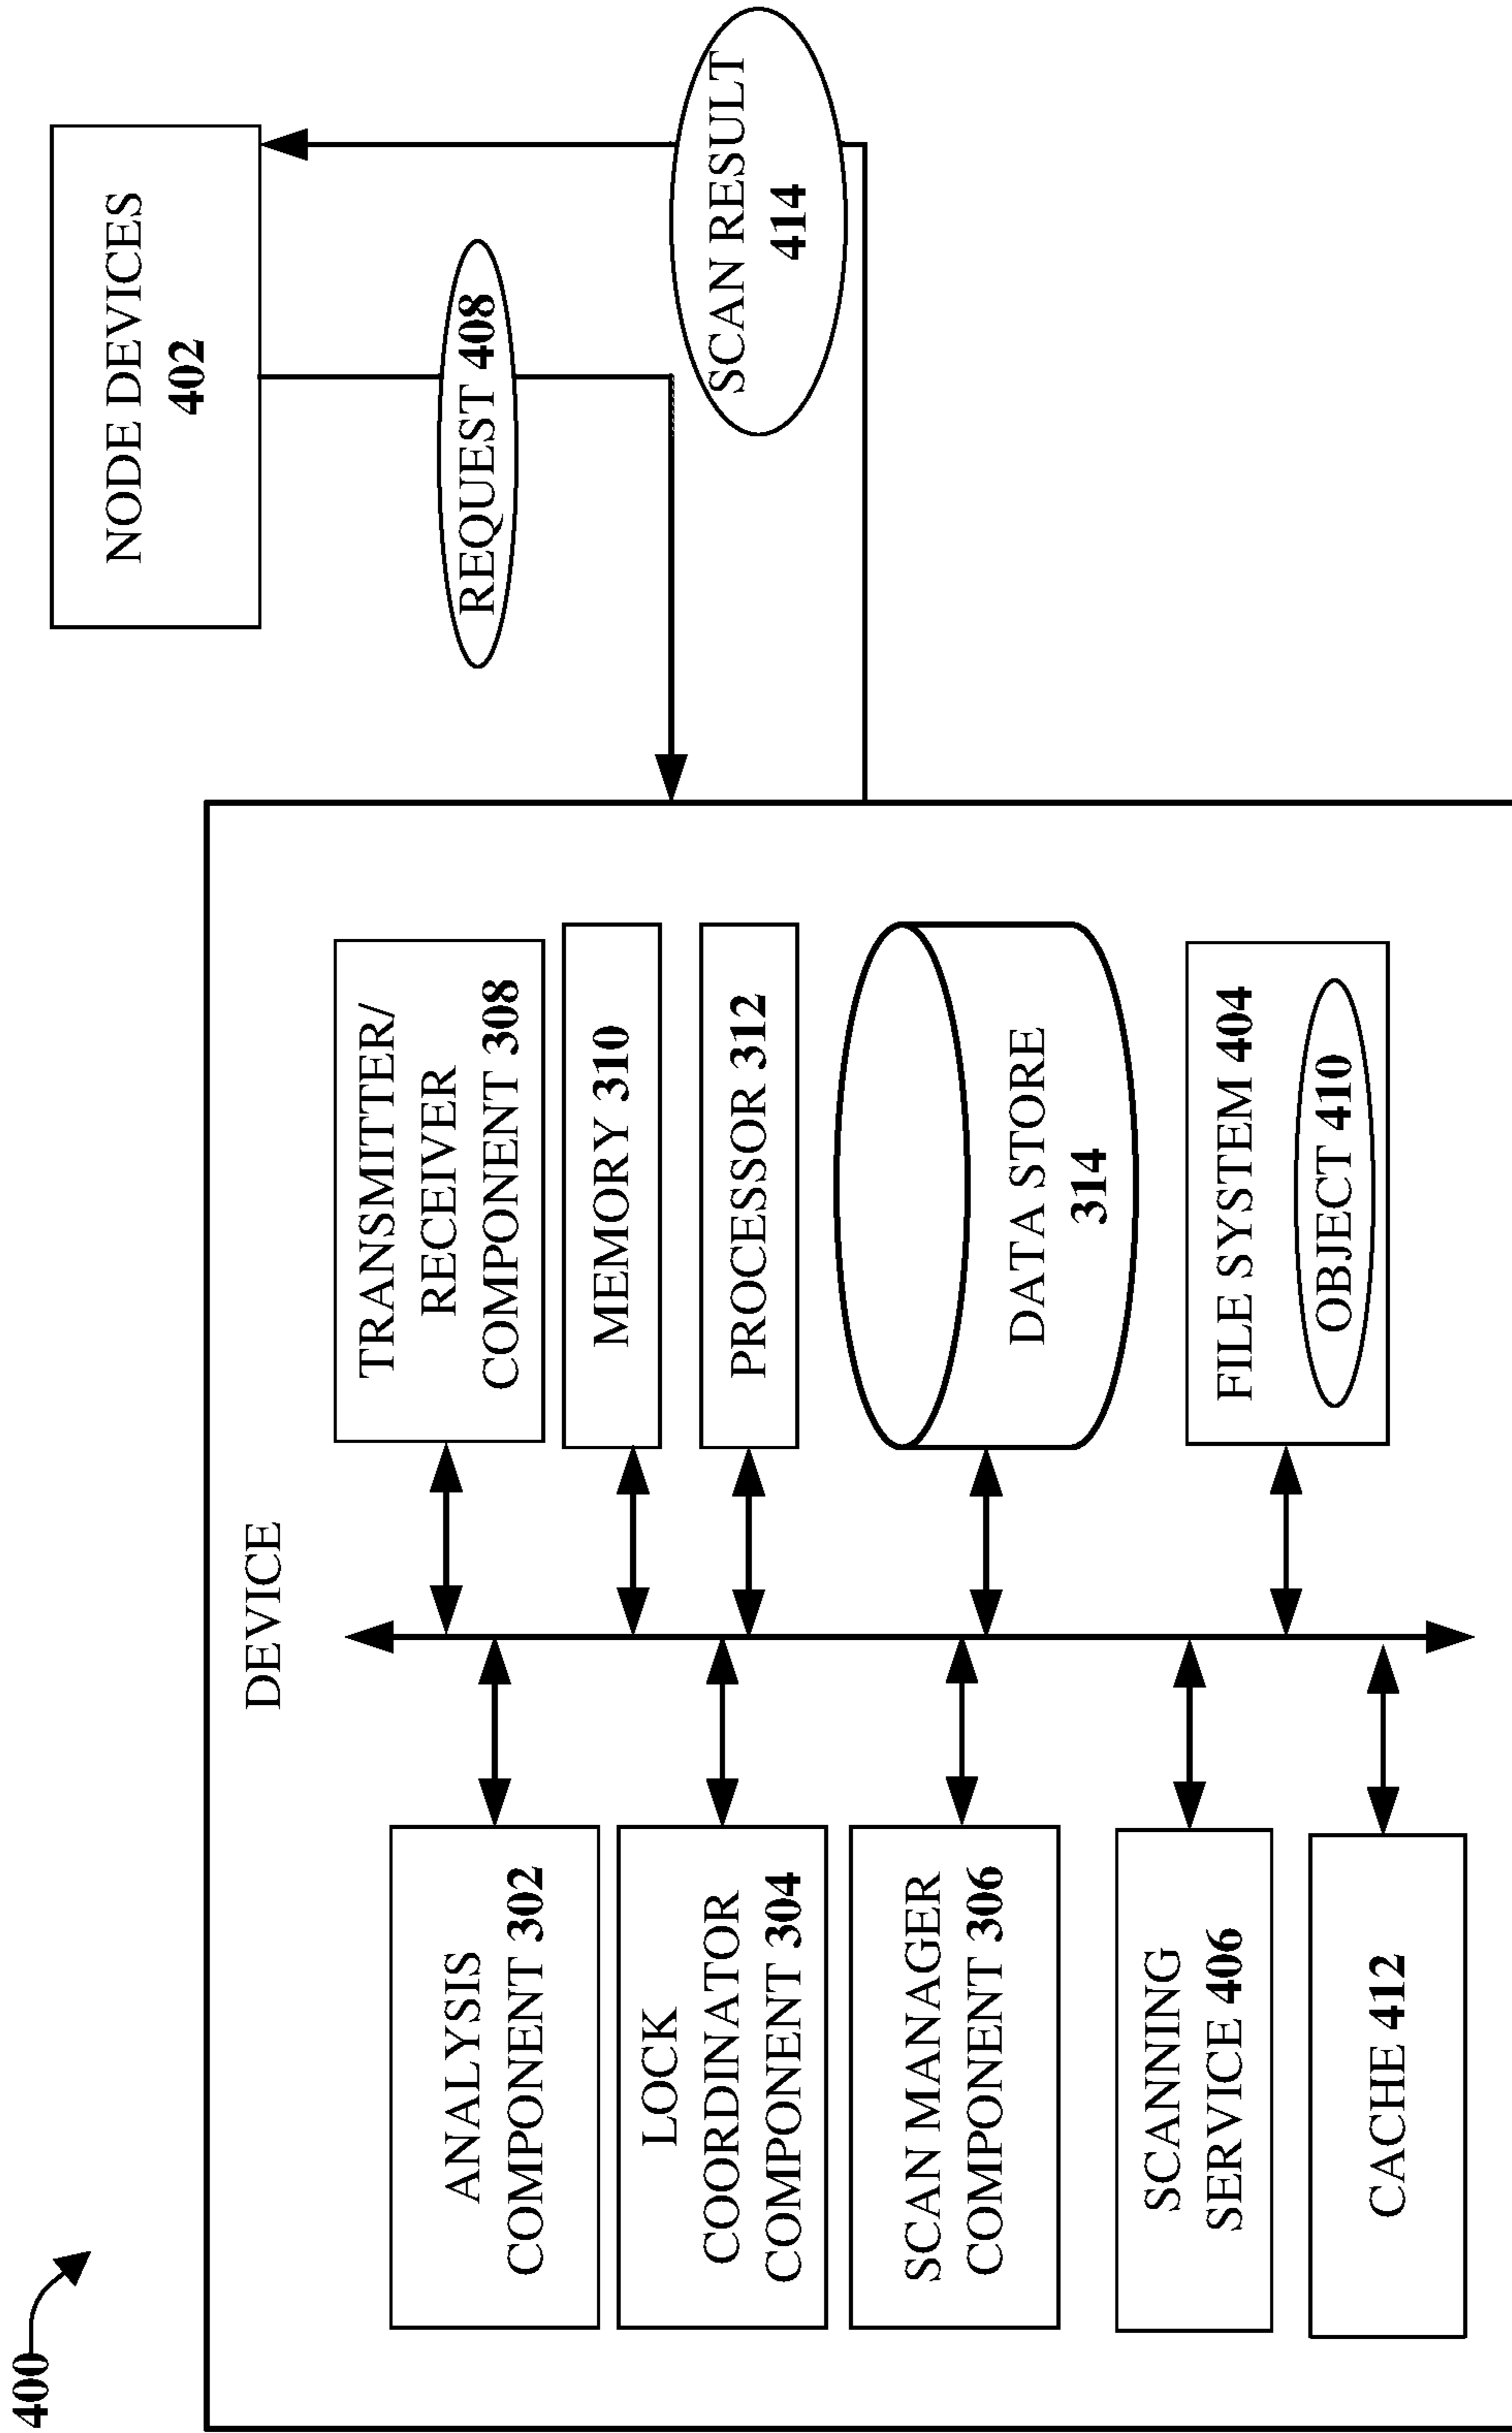 400
DEVICE
ANALYSIS
COMPONENT 302
LOCK
COORDINATOR
COMPONENT 304
SCAN MANAGER
COMPONENT 306
SCANNING
SERVICE 406
CACHE 412
TRANSMITTER/
RECEIVER
COMPONENT 308
MEMORY 310
PROCESSOR 312
DATA STORE
314
FILE SYSTEM 404
OBJECT 410
NODE DEVICES
402
REQUEST 408
SCAN RESULT
414